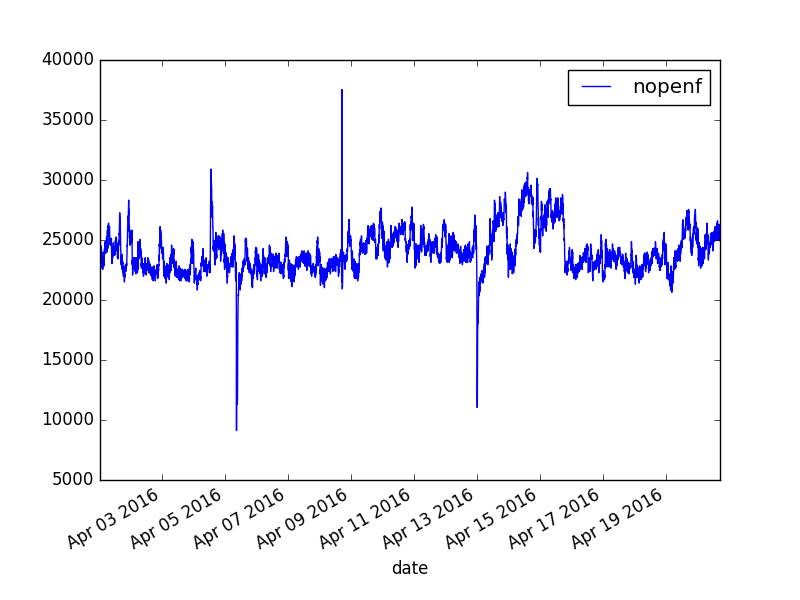 40000
35000
30000
25000
20000
15000
10000
5000
nopenf
Apr 03 2016
Apr 05 2016
Apr 07 2016
Apr 09 2016
Apr 11 2016
Apr 13 2016
Apr 15 2016
Apr 17 2016
Apr 19 2016
date